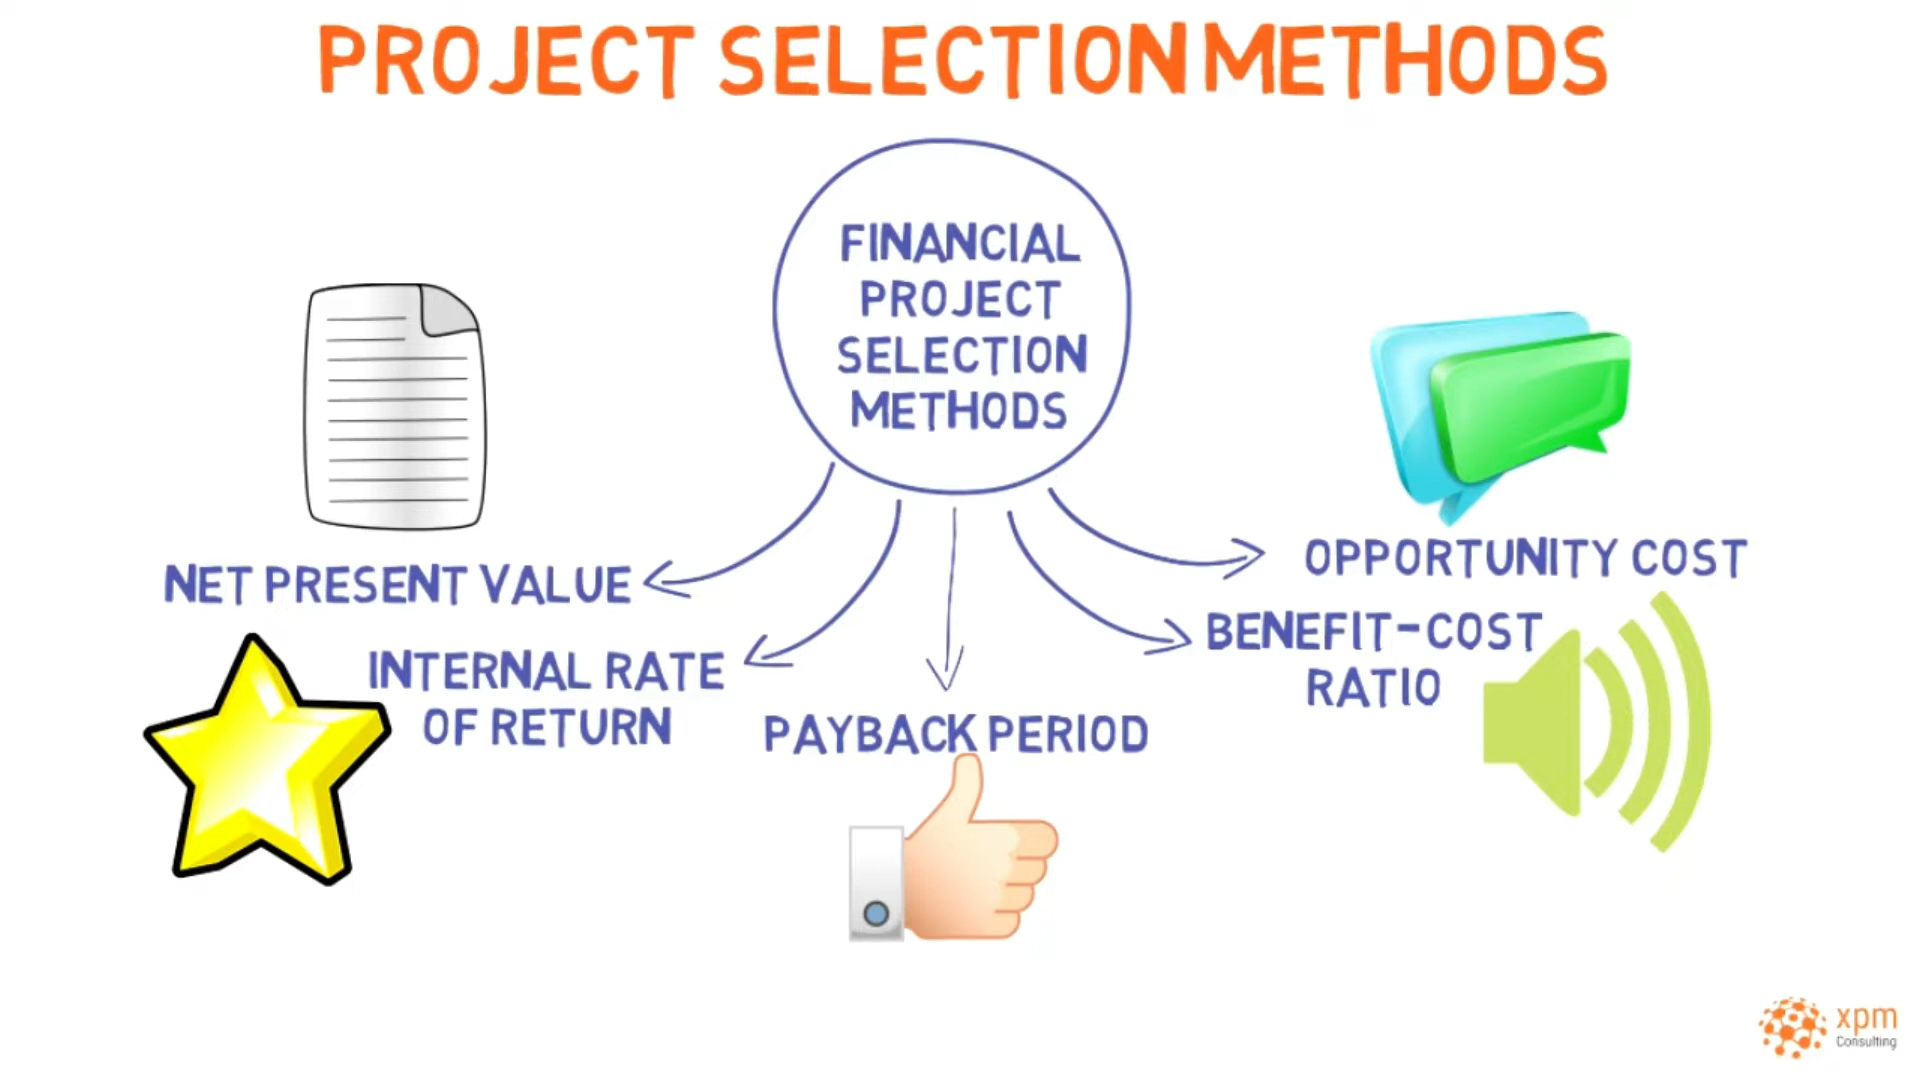 PROJECT SELECTION METHODS
FINANCIAL
PROJECT
SELECTION
METHODS
NET PRESENT VALUE
INTERNAL RATE
OF RETURN
PAYBACK PERIOD
BENEFIT-COST
RATIO
OPPORTUNITY COST
xpm
Consulting